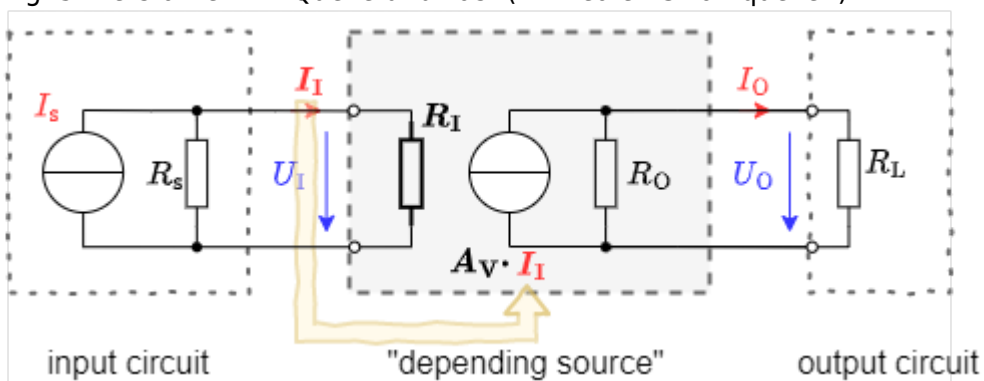 I_I
I_O
I_s
R_I
R_s
U_I
R_O
U_O
R_L
A_V· I_I
input circuit
"depending source"
output circuit